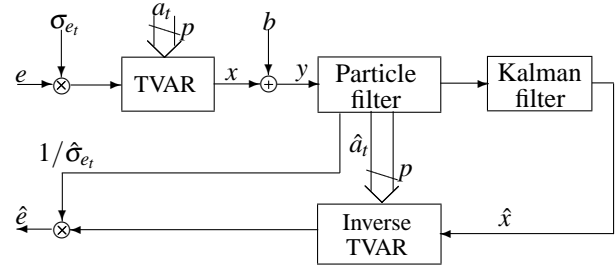 σ_{e_t} a_t p b
e ⊗ TVAR x ⊕ y Particle filter Kalman filter
1/σ̂_{e_t} â_t p
ê ⊗ Inverse TVAR x̂